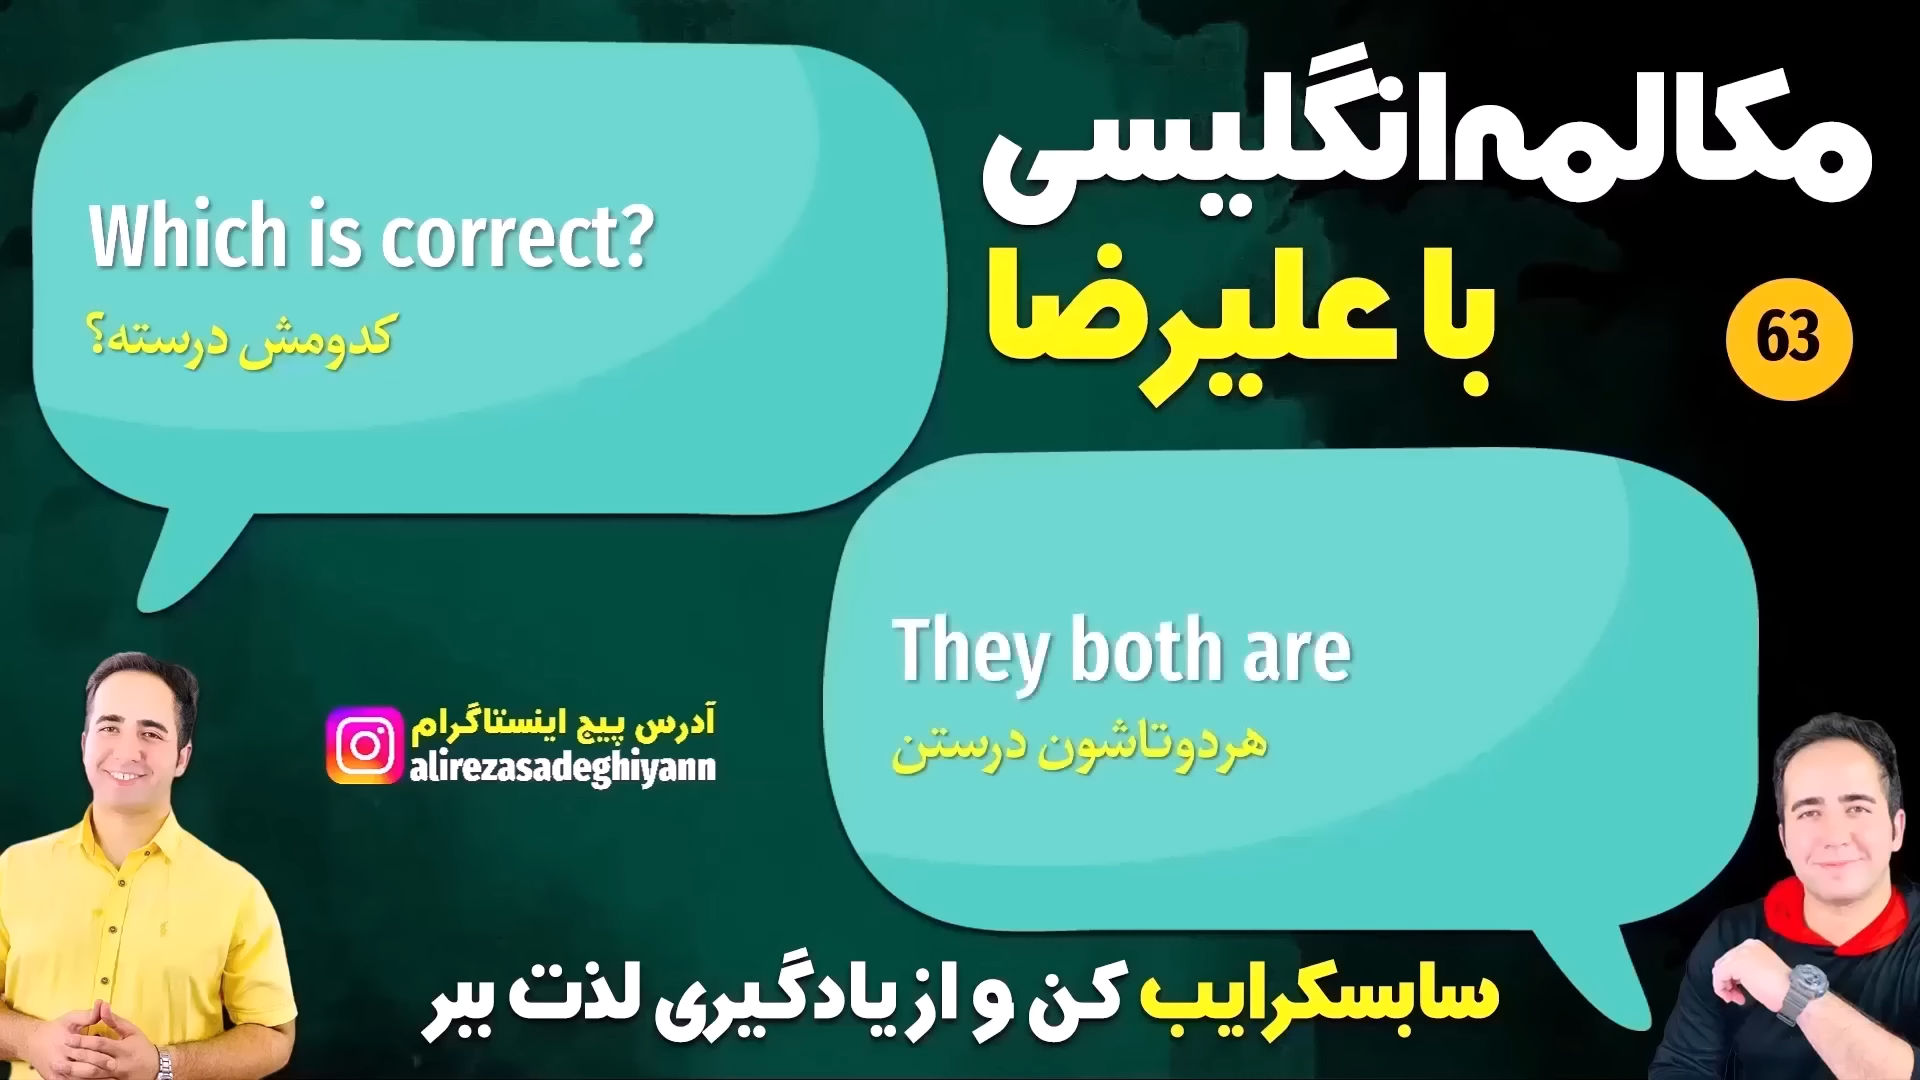 مکالمه انگلیسی
با علیرضا
63
Which is correct?
کدومش درسته؟
They both are
هردوتاشون درستن
آدرس پیج اینستاگرام
alirezasadeghiyann
سابسکرایب کن و از یادگیری لذت ببر